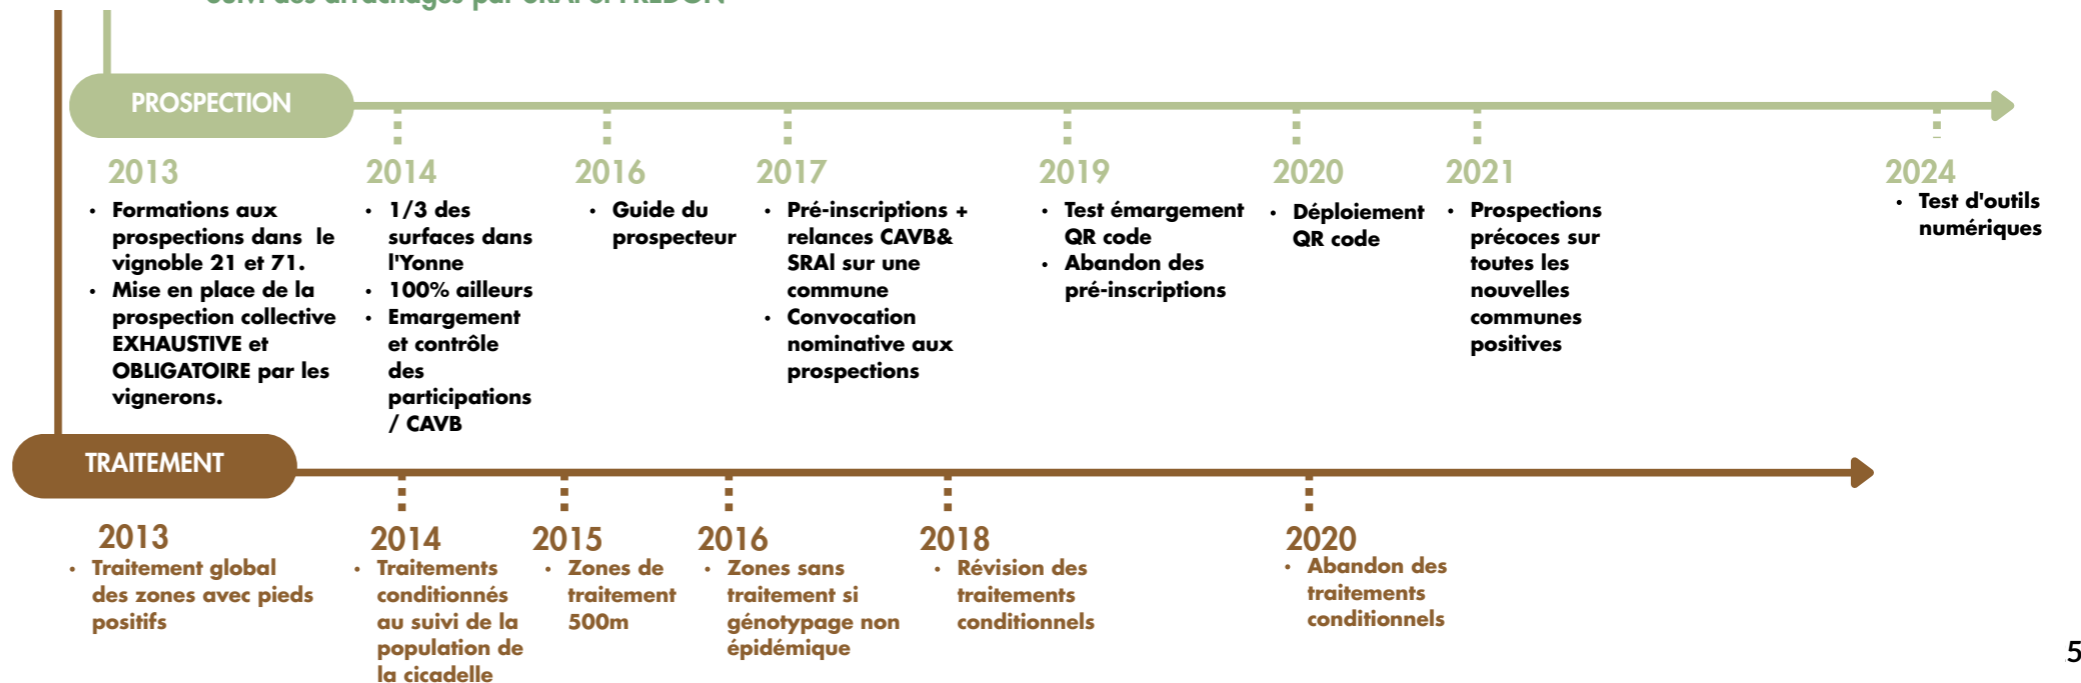 Suivi des arrachages par SRAl & FREDON
PROSPECTION
2013
• Formations aux
prospections dans le
vignoble 21 et 71.
• Mise en place de la
prospection collective
EXHAUSTIVE et
OBLIGATOIRE par les
vignerons.
2014
• 1/3 des
surfaces dans
l'Yonne
• 100% ailleurs
• Emargement
et contrôle
des
participations
/ CAVB
2016
• Guide du
prospecteur
2017
• Pré-inscriptions +
relances CAVB&
SRAl sur une
commune
• Convocation
nominative aux
prospections
2019
• Test émargement
QR code
• Abandon des
pré-inscriptions
2020
• Déploiement
QR code
2021
• Prospections
précoces sur
toutes les
nouvelles
communes
positives
2024
• Test d'outils
numériques
TRAITEMENT
2013
• Traitement global
des zones avec pieds
positifs
2014
• Traitements
conditionnés
au suivi de la
population de
la cicadelle
2015
• Zones de
traitement
500m
2016
• Zones sans
traitement si
génotypage non
épidémique
2018
• Révision des
traitements
conditionnels
2020
• Abandon des
traitements
conditionnels
5